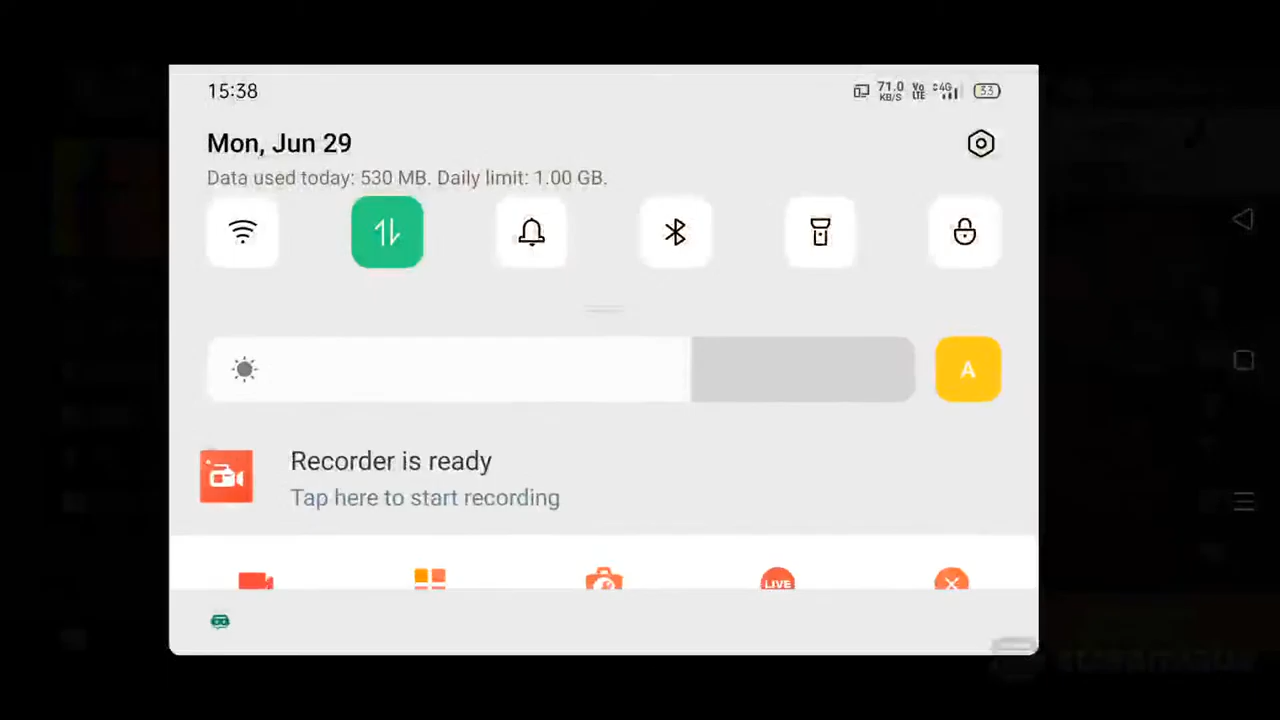 15:38
71.0
KB/S
Vo
LTE
4G
33
Mon, Jun 29
Data used today: 530 MB. Daily limit: 1.00 GB.
A
Recorder is ready
Tap here to start recording
LIVE